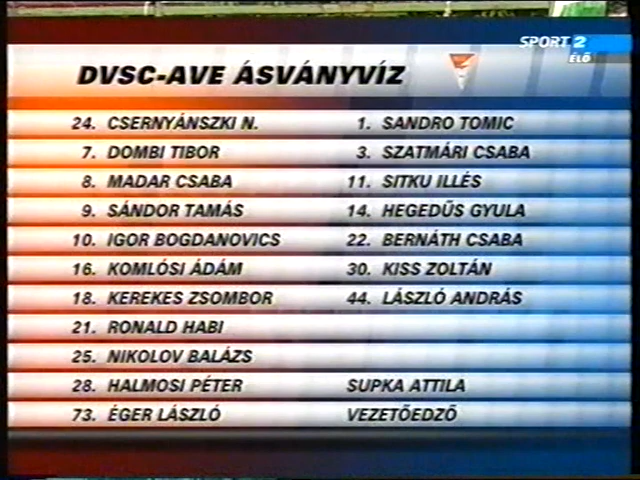 SPORT 2
ÉLŐ
DVSC-AVE ÁSVÁNYVÍZ
24. CSERNYÁNSZKI N.
7. DOMBI TIBOR
8. MADAR CSABA
9. SÁNDOR TAMÁS
10. IGOR BOGDANOVICS
16. KOMLÓSI ÁDÁM
18. KEREKES ZSOMBOR
21. RONALD HABI
25. NIKOLOV BALÁZS
28. HALMOSI PÉTER
73. ÉGER LÁSZLÓ
1. SANDRO TOMIC
3. SZATMÁRI CSABA
11. SITKU ILLÉS
14. HEGEDŰS GYULA
22. BERNÁTH CSABA
30. KISS ZOLTÁN
44. LÁSZLÓ ANDRÁS
SUPKA ATTILA
VEZETŐEDZŐ